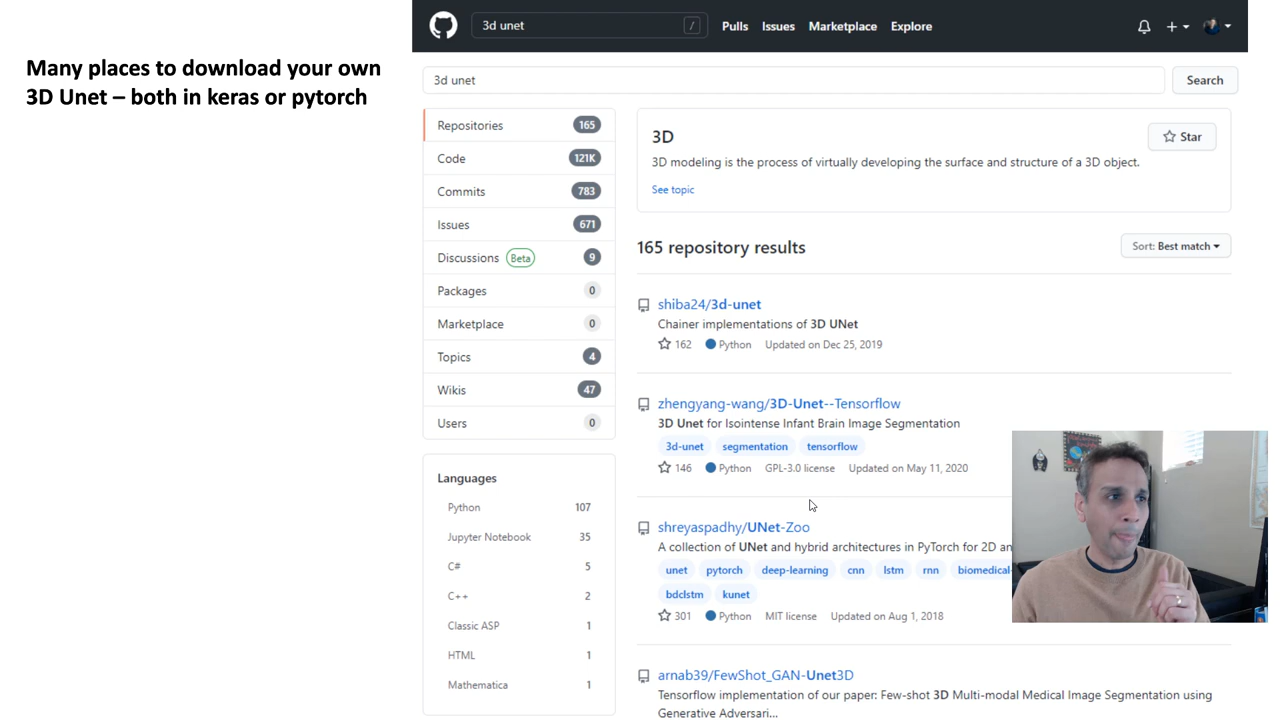 Many places to download your own
3D Unet – both in keras or pytorch
3d unet /
Pulls Issues Marketplace Explore
3d unet
Search
Repositories 165
Code 121K
Commits 783
Issues 671
Discussions Beta 9
Packages 0
Marketplace 0
Topics 4
Wikis 47
Users 0
Languages
Python 107
Jupyter Notebook 35
C# 5
C++ 2
Classic ASP 1
HTML 1
Mathematica 1
3D
Star
3D modeling is the process of virtually developing the surface and structure of a 3D object.
See topic
165 repository results
Sort: Best match
shiba24/3d-unet
Chainer implementations of 3D UNet
162 Python Updated on Dec 25, 2019
zhengyang-wang/3D-Unet--Tensorflow
3D Unet for Isointense Infant Brain Image Segmentation
3d-unet segmentation tensorflow
146 Python GPL-3.0 license Updated on May 11, 2020
shreyaspadhy/UNet-Zoo
A collection of UNet and hybrid architectures in PyTorch for 2D an
unet pytorch deep-learning cnn lstm rnn biomedical-
bdclstm kunet
301 Python MIT license Updated on Aug 1, 2018
arnab39/FewShot_GAN-Unet3D
Tensorflow implementation of our paper: Few-shot 3D Multi-modal Medical Image Segmentation using
Generative Adversari...